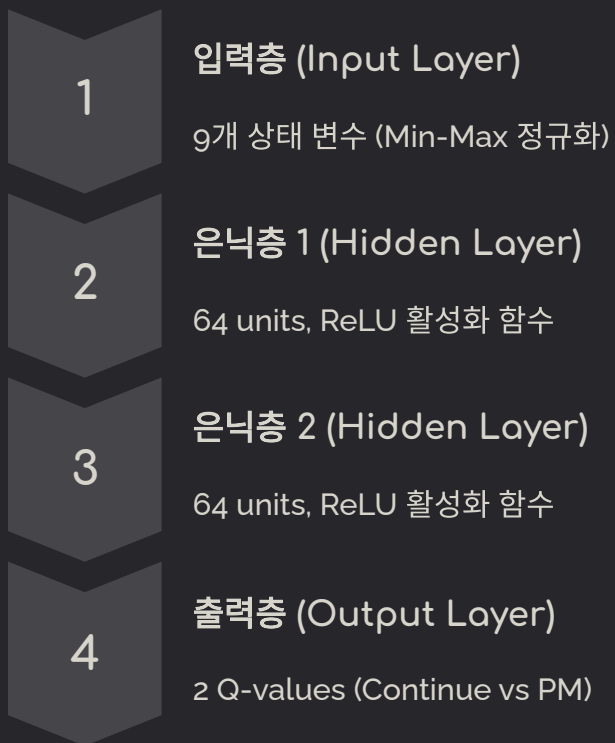 1
입력층 (Input Layer)
9개 상태 변수 (Min-Max 정규화)
2
은닉층 1 (Hidden Layer)
64 units, ReLU 활성화 함수
3
은닉층 2 (Hidden Layer)
64 units, ReLU 활성화 함수
4
출력층 (Output Layer)
2 Q-values (Continue vs PM)